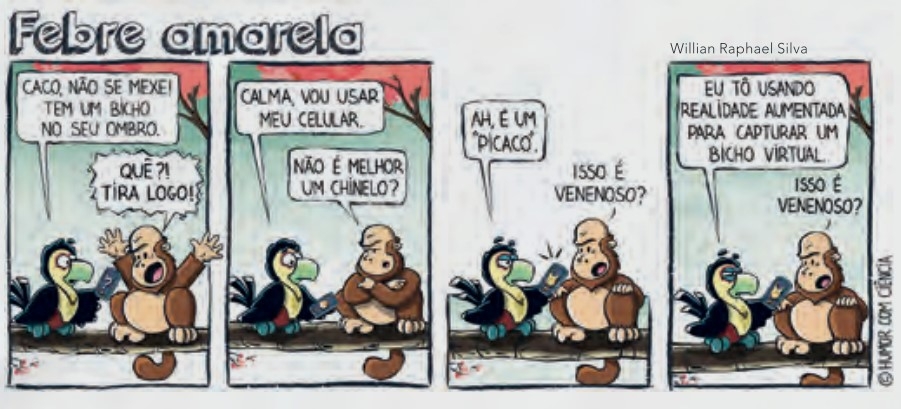 Febre amarela
Willian Raphael Silva
CACO, NÃO SE MEXE!
TEM UM BICHO
NO SEU OMBRO.
QUÊ?!
TIRA LOGO!
CALMA, VOU USAR
MEU CELULAR.
NÃO É MELHOR
UM CHINELO?
AH, É UM
"PICACO".
ISSO É
VENENOSO?
EU TÔ USANDO
REALIDADE AUMENTADA
PARA CAPTURAR UM
BICHO VIRTUAL.
ISSO É
VENENOSO?
© HUMOR COM CIÊNCIA